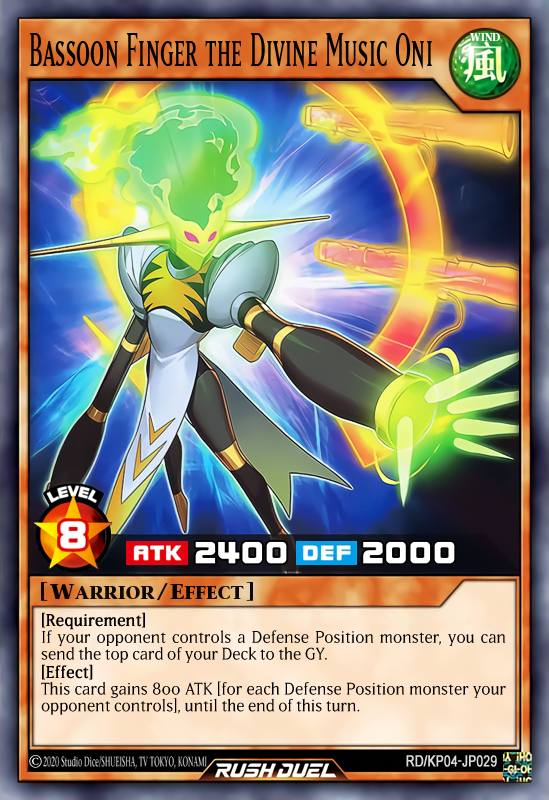 BASSOON FINGER THE DIVINE MUSIC ONI
WIND
風
LEVEL
8
ATK 2400 DEF 2000
[WARRIOR/EFFECT]
[Requirement]
If your opponent controls a Defense Position monster, you can
send the top card of your Deck to the GY.
[Effect]
This card gains 800 ATK [for each Defense Position monster your
opponent controls], until the end of this turn.
©2020 Studio Dice/SHUEISHA, TV TOKYO, KONAMI
RUSH DUEL
RD/KP04-JP029